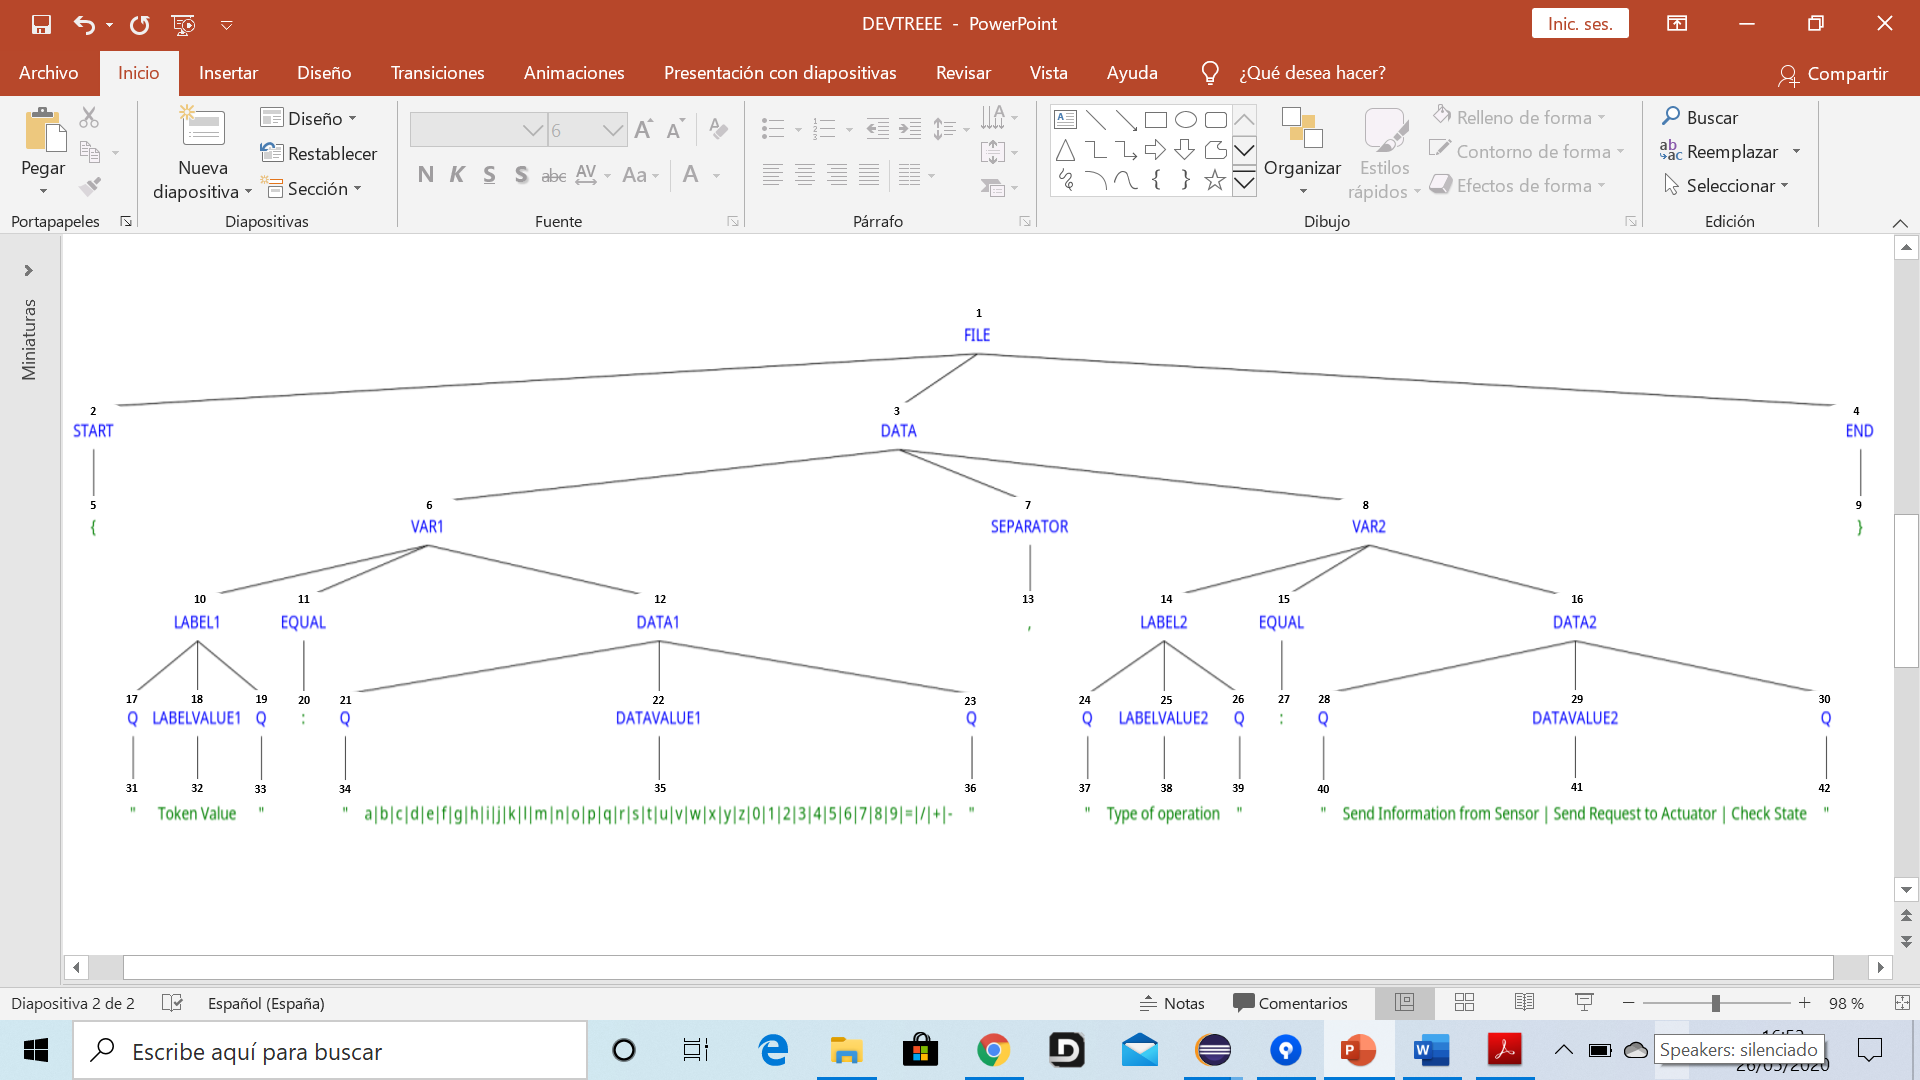 DEVTREEE - PowerPoint
Inic. ses.
Archivo Inicio Insertar Diseño Transiciones Animaciones Presentación con diapositivas Revisar Vista Ayuda ¿Qué desea hacer? Compartir
Pegar
Portapapeles
Nueva diapositiva
Diseño
Restablecer
Sección
Diapositivas
6
N K S S abc AV Aa A
Fuente
Párrafo
Organizar
Estilos rápidos
Relleno de forma
Contorno de forma
Efectos de forma
Dibujo
Buscar
Reemplazar
Seleccionar
Edición
Miniaturas
1
FILE
2 3 4
START DATA END
5 6 7 8 9
{ VAR1 SEPARATOR VAR2 }
10 11 12 13 14 15 16
LABEL1 EQUAL DATA1 , LABEL2 EQUAL DATA2
17 18 19 20 21 22 23 24 25 26 27 28 29 30
Q LABELVALUE1 Q : Q DATAVALUE1 Q Q LABELVALUE2 Q : Q DATAVALUE2 Q
31 32 33 34 35 36 37 38 39 40 41 42
" Token Value " " a|b|c|d|e|f|g|h|i|j|k|l|m|n|o|p|q|r|s|t|u|v|w|x|y|z|0|1|2|3|4|5|6|7|8|9|=|/|+|- " " Type of operation " " Send Information from Sensor | Send Request to Actuator | Check State "
Diapositiva 2 de 2 Español (España) Notas Comentarios 98 %
Escribe aquí para buscar
Speakers: silenciado